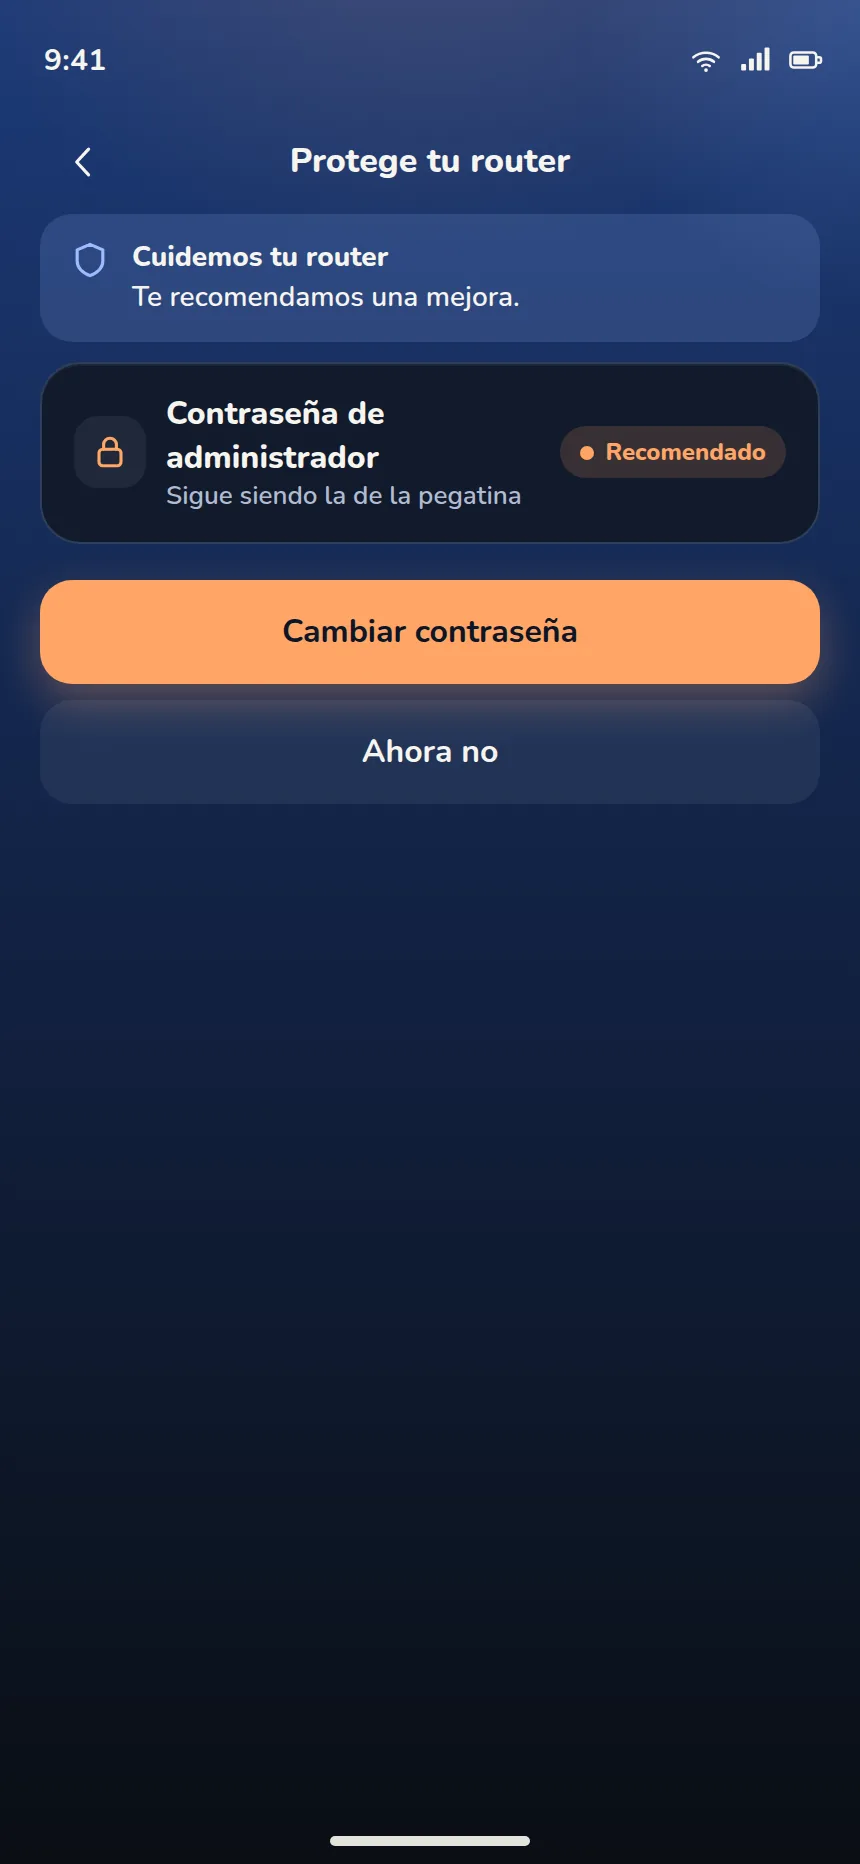 9:41
Protege tu router
Cuidemos tu router
Te recomendamos una mejora.
Contraseña de
administrador
Sigue siendo la de la pegatina
Recomendado
Cambiar contraseña
Ahora no